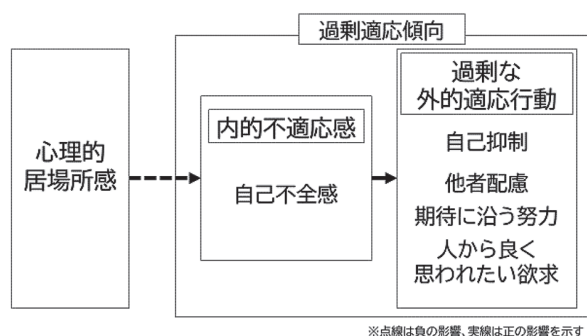 過剰適応傾向
心理的
居場所感
内的不適応感
自己不全感
過剰な
外的適応行動
自己抑制
他者配慮
期待に沿う努力
人から良く
思われたい欲求
※点線は負の影響、実線は正の影響を示す